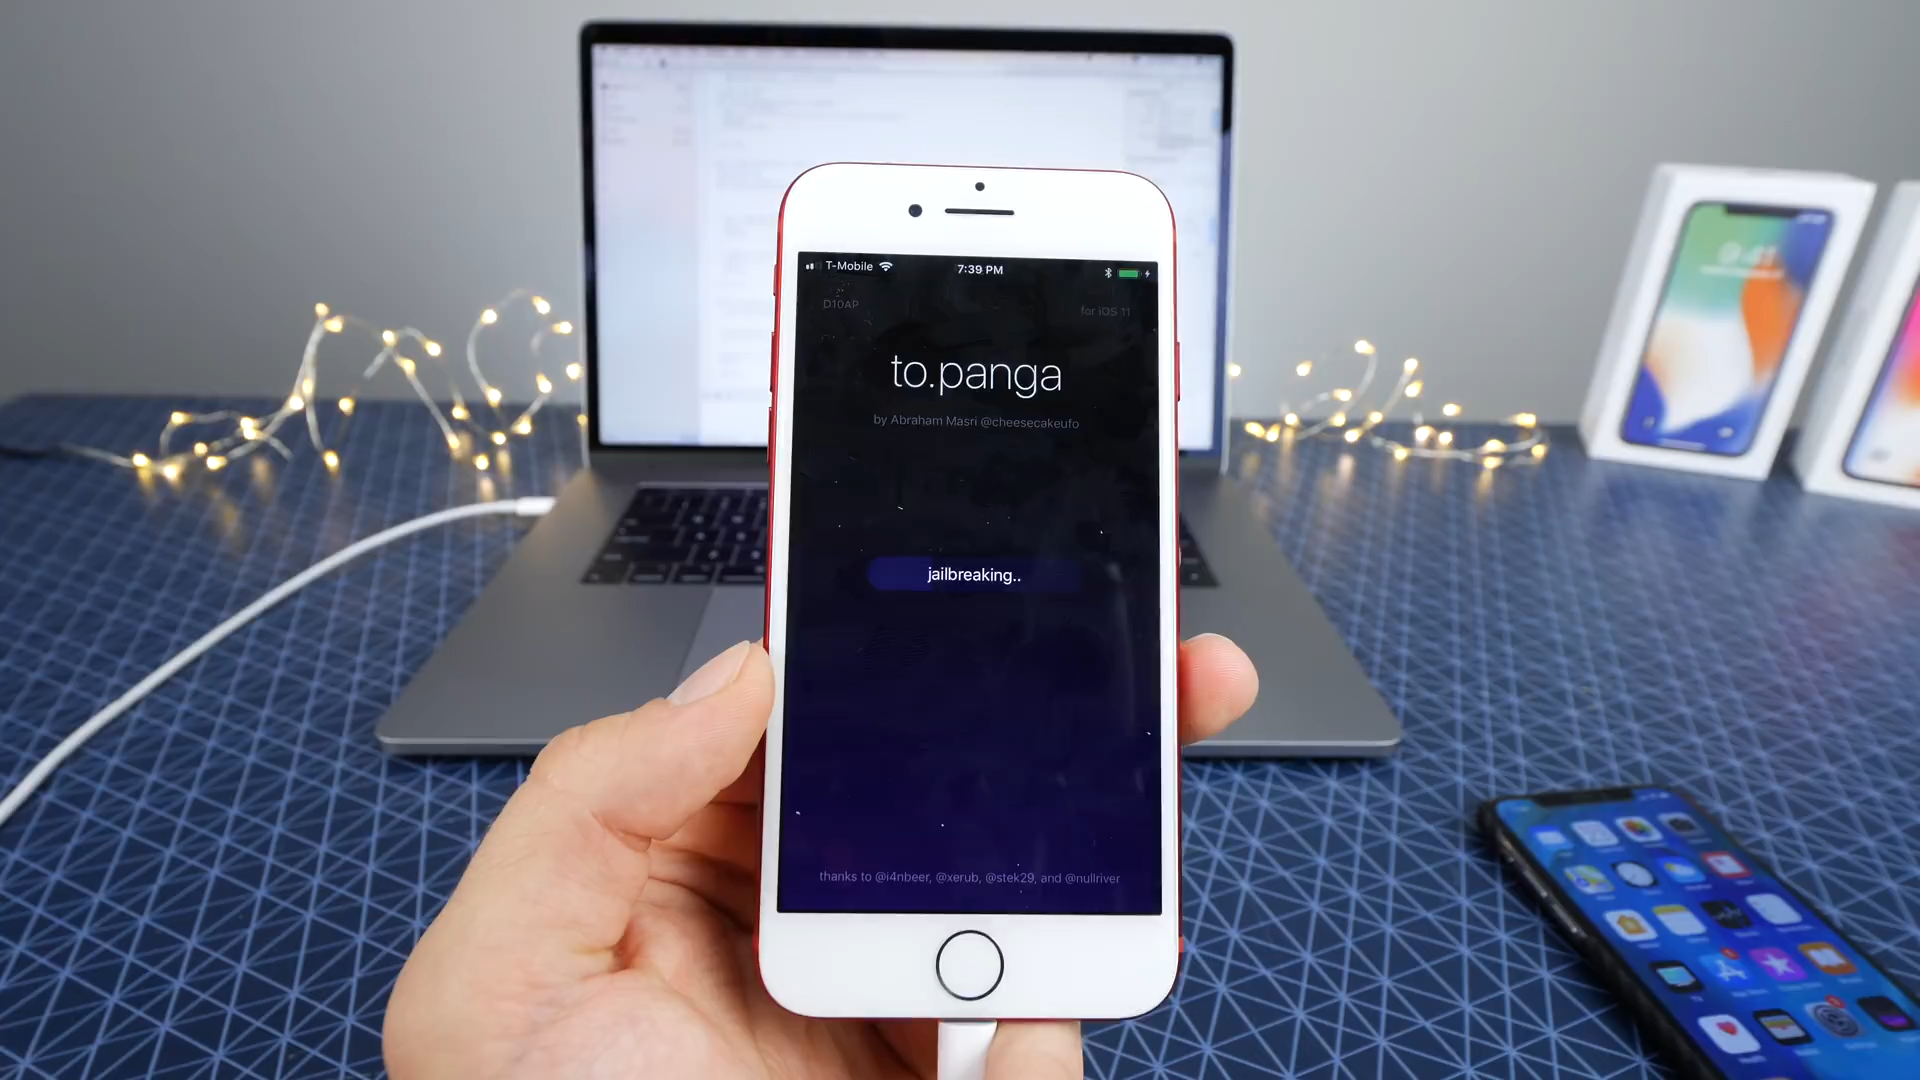 T-Mobile 7:39 PM
D10AP
for iOS 11
to.panga
by Abraham Masri @cheesecakeufo
jailbreaking..
thanks to @i4nbeer, @xerub, @stek29, and @nullriver